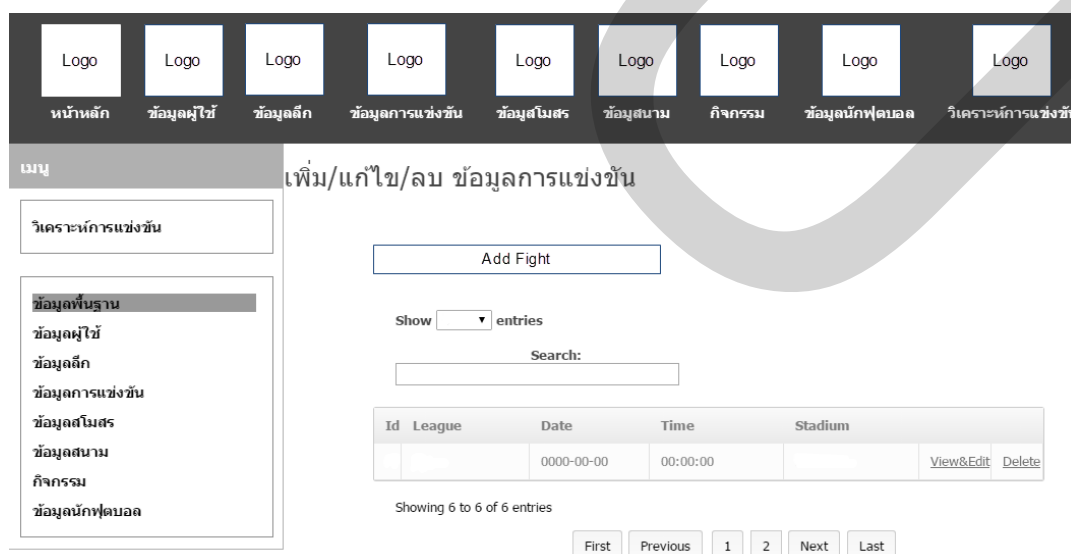 Logo Logo Logo Logo Logo Logo Logo Logo Logo
หน้าหลัก ข้อมูลผู้ใช้ ข้อมูลลีก ข้อมูลการแข่งขัน ข้อมูสโมสร ข้อมูสนาม กิจกรรม ข้อมูลนักฟุตบอล วิเคราะห์การแข่งขัน
เมนู
เพิ่ม/แก้ไข/ลบ ข้อมูลการแข่งขัน
วิเคราะห์การแข่งขัน
Add Fight
ข้อมูลพื้นฐาน
ข้อมูลผู้ใช้
ข้อมูลลีก
ข้อมูลการแข่งขัน
ข้อมูลสโมสร
ข้อมูลสนาม
กิจกรรม
ข้อมูลนักฟุตบอล
Show entries
Search:
Id League Date Time Stadium
0000-00-00 00:00:00 View&Edit Delete
Showing 6 to 6 of 6 entries
First Previous 1 2 Next Last